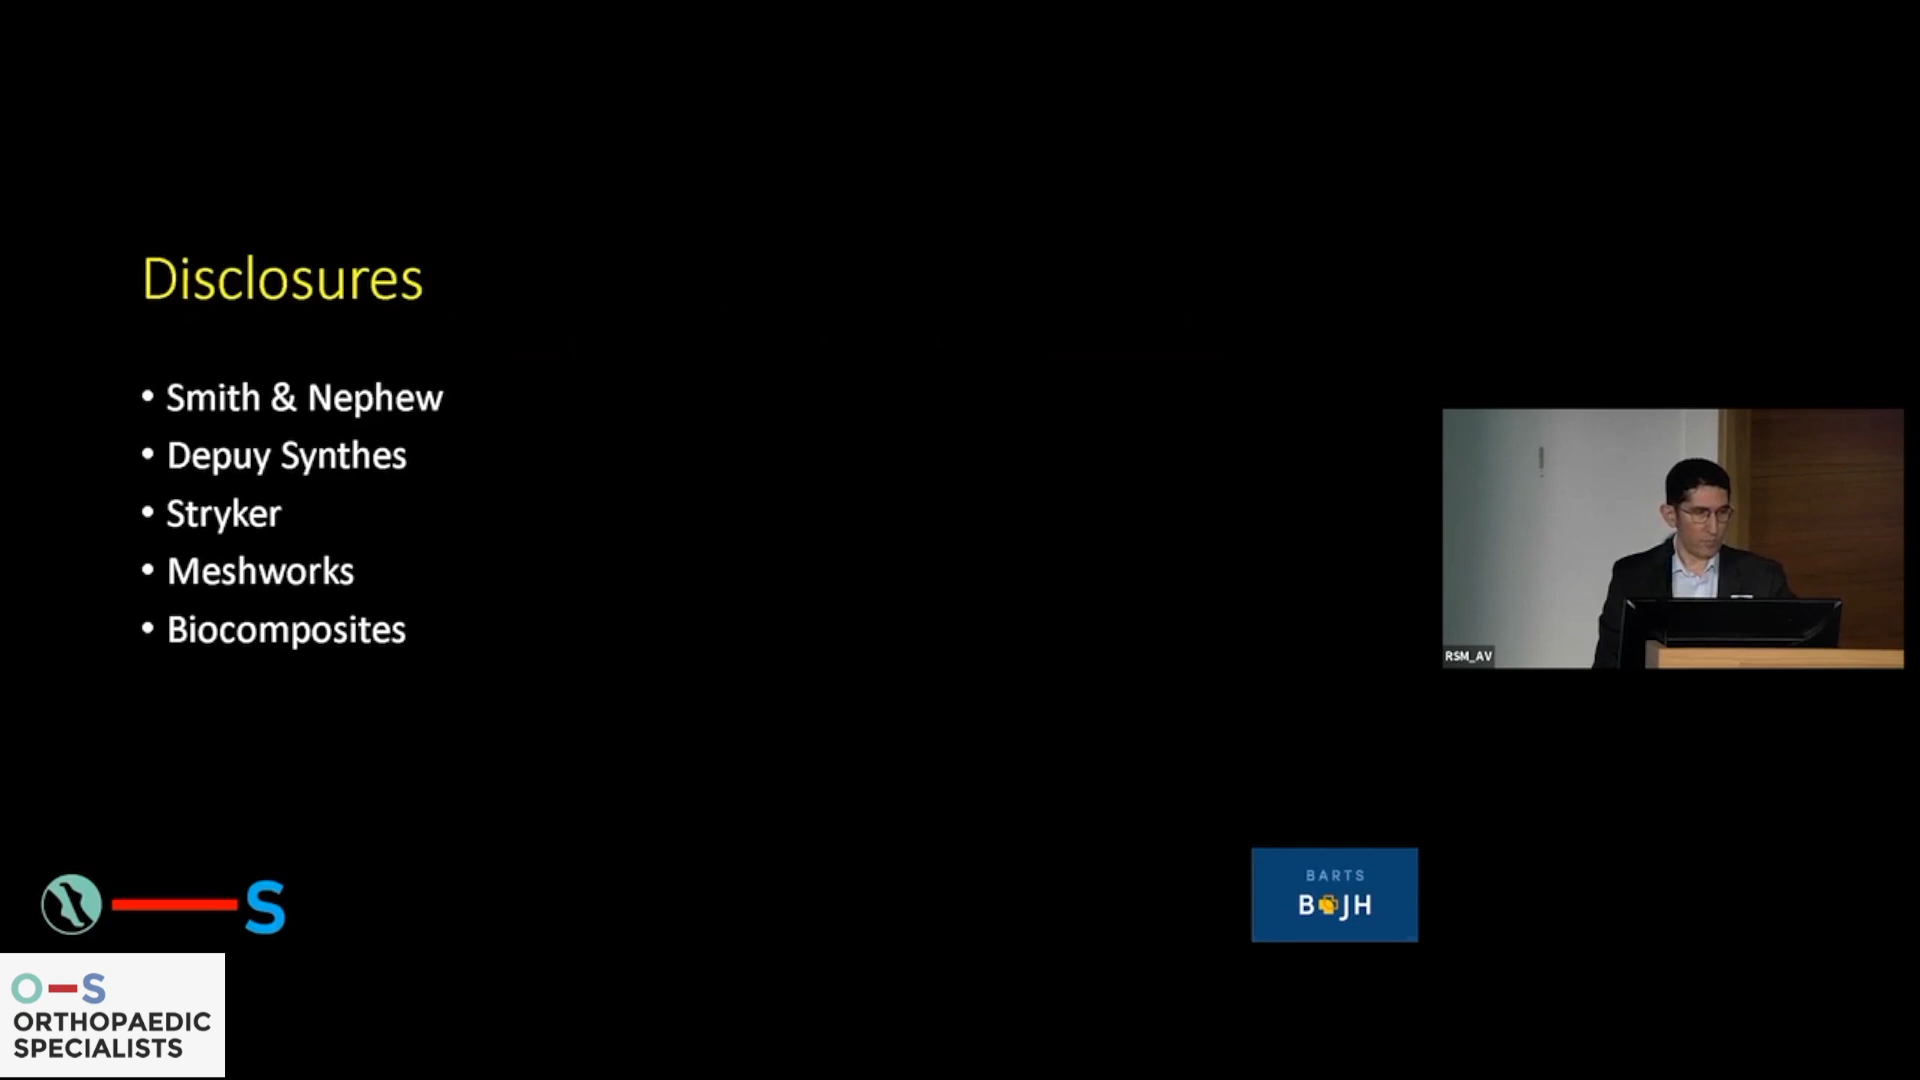 Disclosures
• Smith & Nephew
• Depuy Synthes
• Stryker
• Meshworks
• Biocomposites
RSM_AV
BARTS
B JH
S
O—S
ORTHOPAEDIC
SPECIALISTS